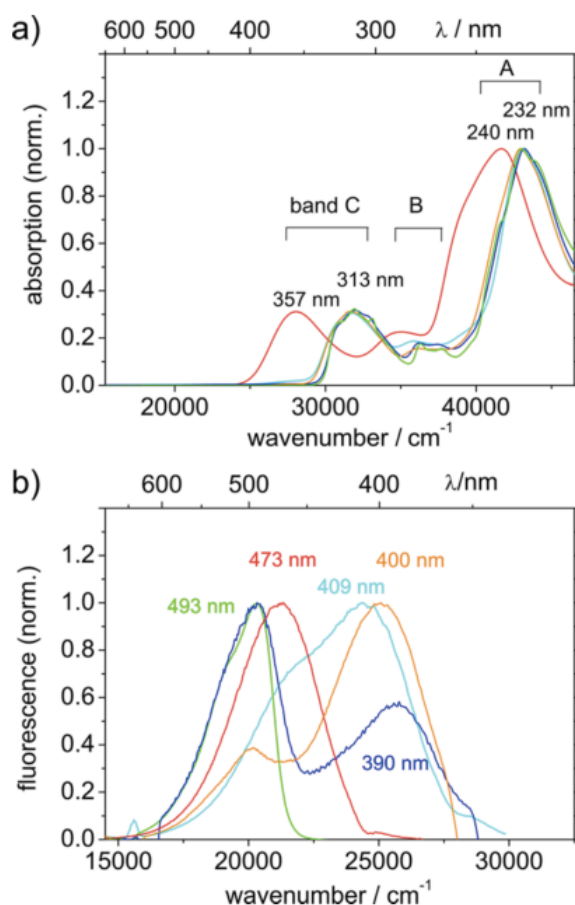 a)
600 500 400 300 λ / nm
A
1.2
232 nm
240 nm
1.0
band C
B
0.8
0.6
357 nm
313 nm
0.4
0.2
0.0
absorption (norm.)
20000 30000 40000
wavenumber / cm⁻¹
b)
600 500 400 λ/nm
1.2
473 nm
400 nm
409 nm
493 nm
1.0
0.8
0.6
0.4
390 nm
0.2
0.0
fluorescence (norm.)
15000 20000 25000 30000
wavenumber / cm⁻¹